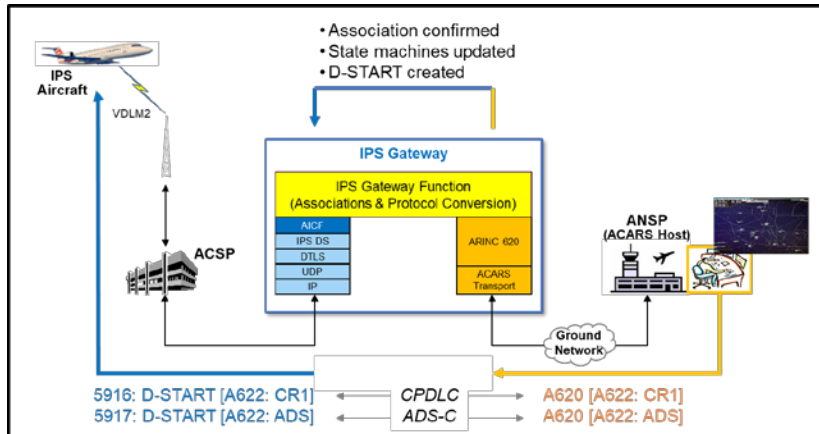 • Association confirmed
• State machines updated
• D-START created
IPS
Aircraft
VDLM2
IPS Gateway
IPS Gateway Function
(Associations & Protocol Conversion)
AICF
IPS DS
DTLS
UDP
IP
ARINC 620
ACARS
Transport
ACSP
ANSP
(ACARS Host)
Ground
Network
5916: D-START [A622: CR1]
CPDLC
A620 [A622: CR1]
5917: D-START [A622: ADS]
ADS-C
A620 [A622: ADS]